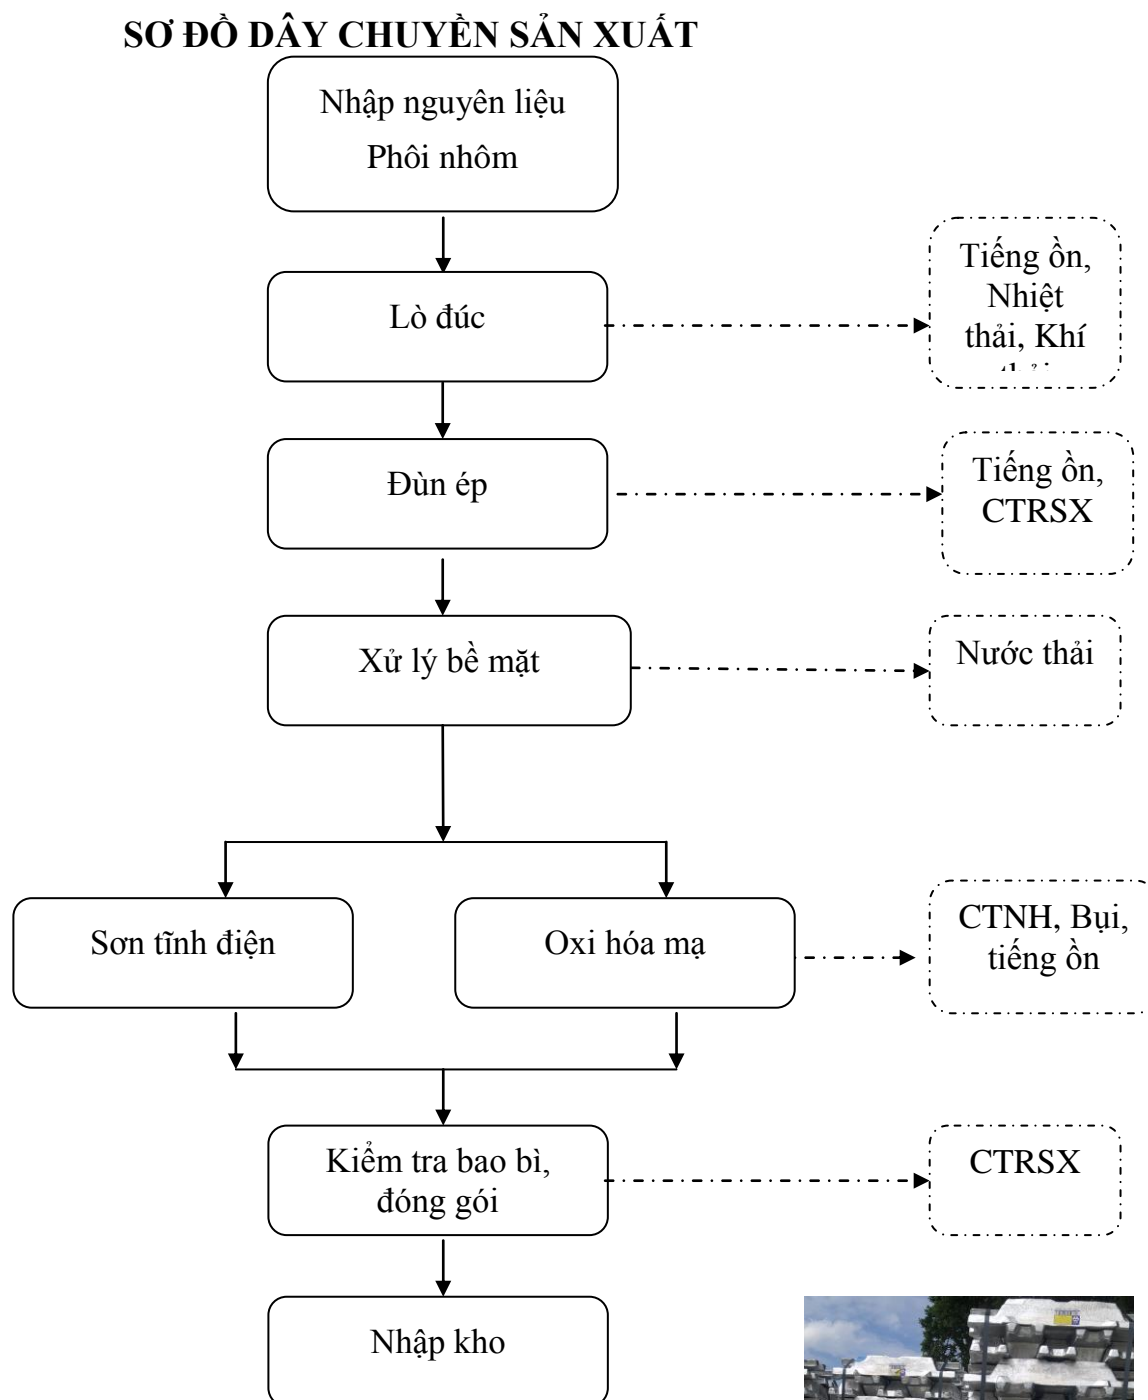 SƠ ĐỒ DÂY CHUYỀN SẢN XUẤT
Nhập nguyên liệu
Phôi nhôm
Lò đúc
Tiếng ồn,
Nhiệt
thải, Khí
Đùn ép
Tiếng ồn,
CTRSX
Xử lý bề mặt
Nước thải
Sơn tĩnh điện
Oxi hóa mạ
CTNH, Bụi,
tiếng ồn
Kiểm tra bao bì,
đóng gói
CTRSX
Nhập kho